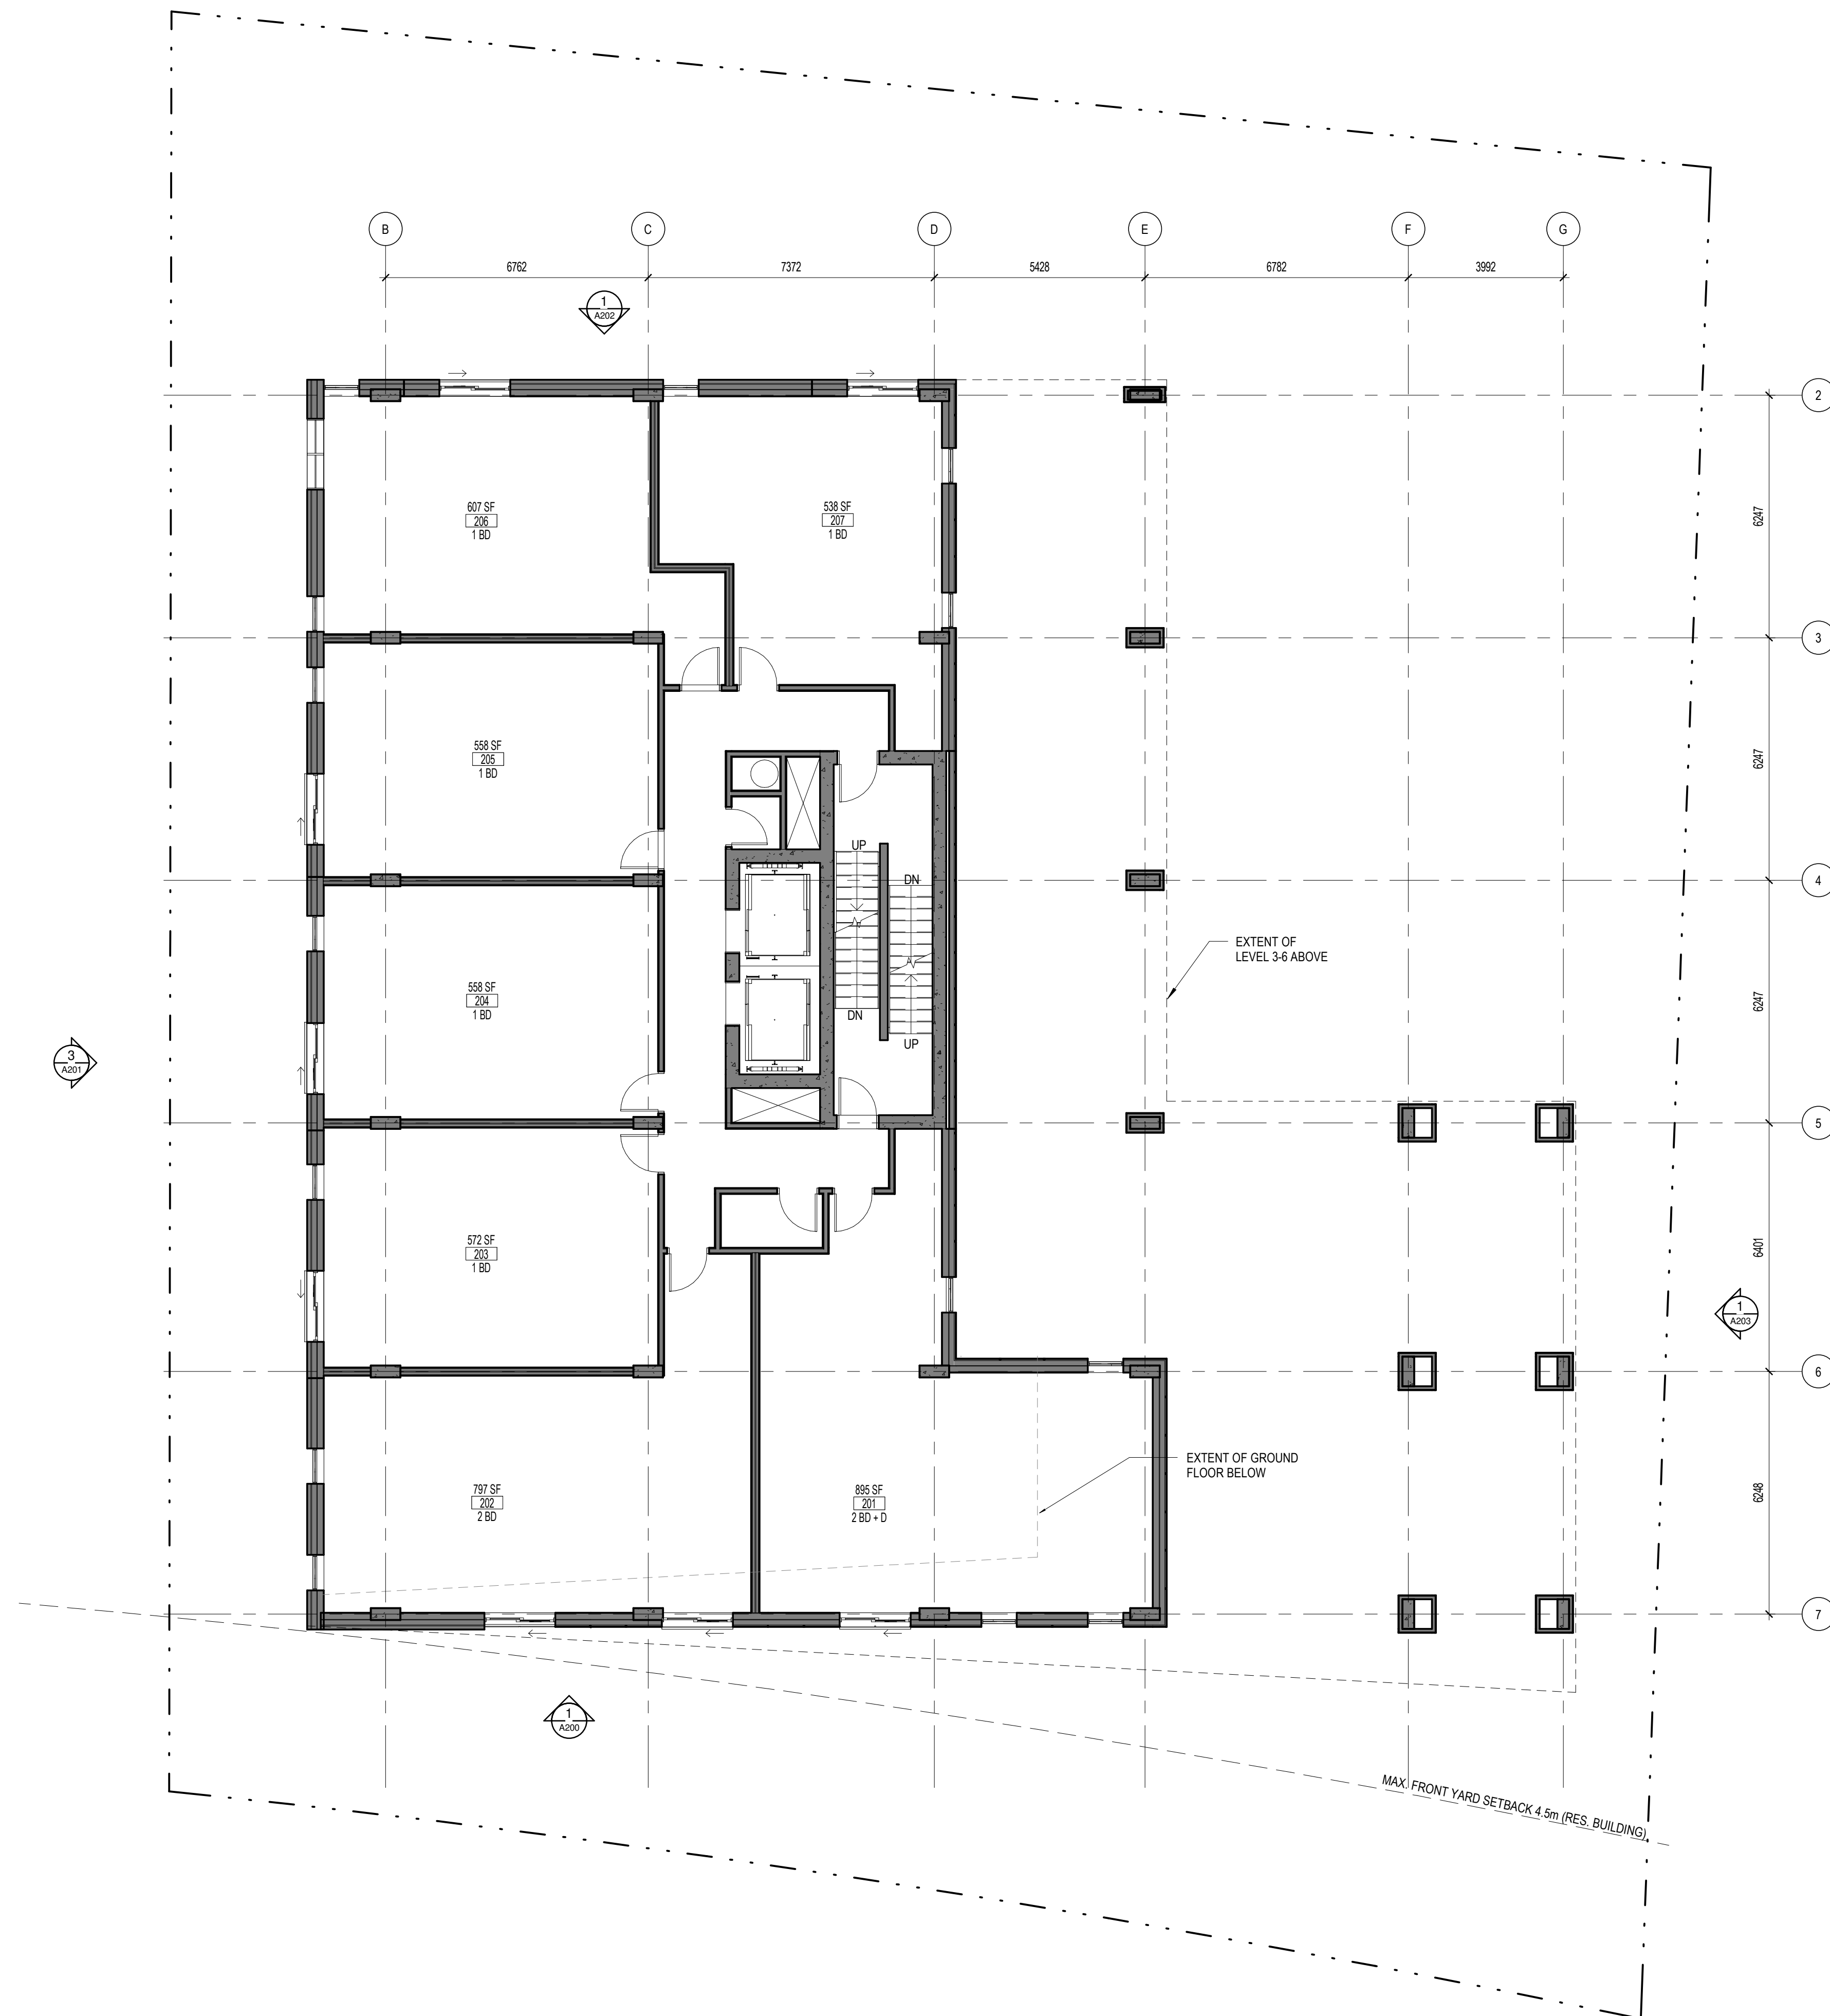 B
C
D
E
F
G
6762
7372
5428
6782
3992
1
A202
2
607 SF
206
1 BD
538 SF
207
1 BD
6247
3
558 SF
205
1 BD
6247
UP
DN
4
EXTENT OF
LEVEL 3-6 ABOVE
558 SF
204
1 BD
6247
DN
UP
3
A201
5
572 SF
203
1 BD
6401
1
A203
6
EXTENT OF GROUND
FLOOR BELOW
797 SF
202
2 BD
895 SF
201
2 BD + D
6248
7
1
A200
MAX. FRONT YARD SETBACK 4.5m (RES. BUILDING)